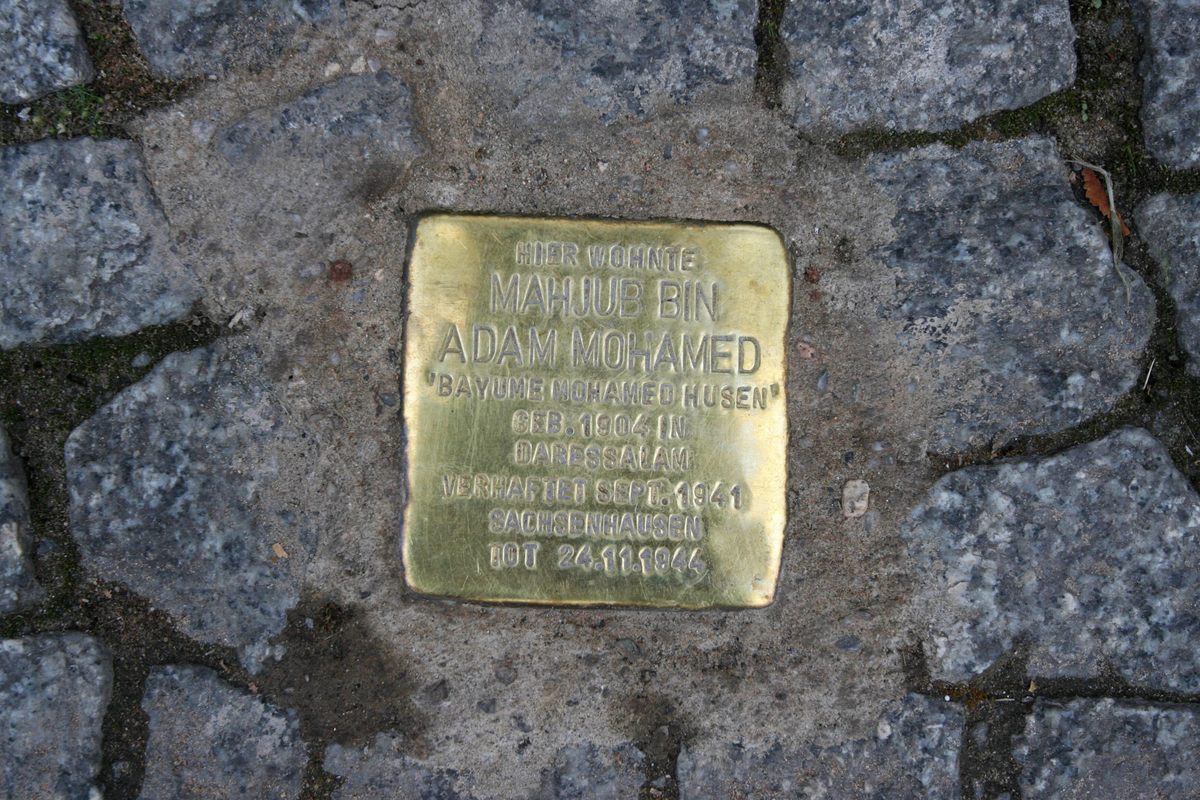 HIER WOHNTE
MAHJUB BIN
ADAM MOHAMED
"BAYUME MOHAMED HUSEN"
GEB. 1904 IN
DARESSALAM
VERHAFTET SEPT. 1941
SACHSENHAUSEN
TOT 24.11.1944